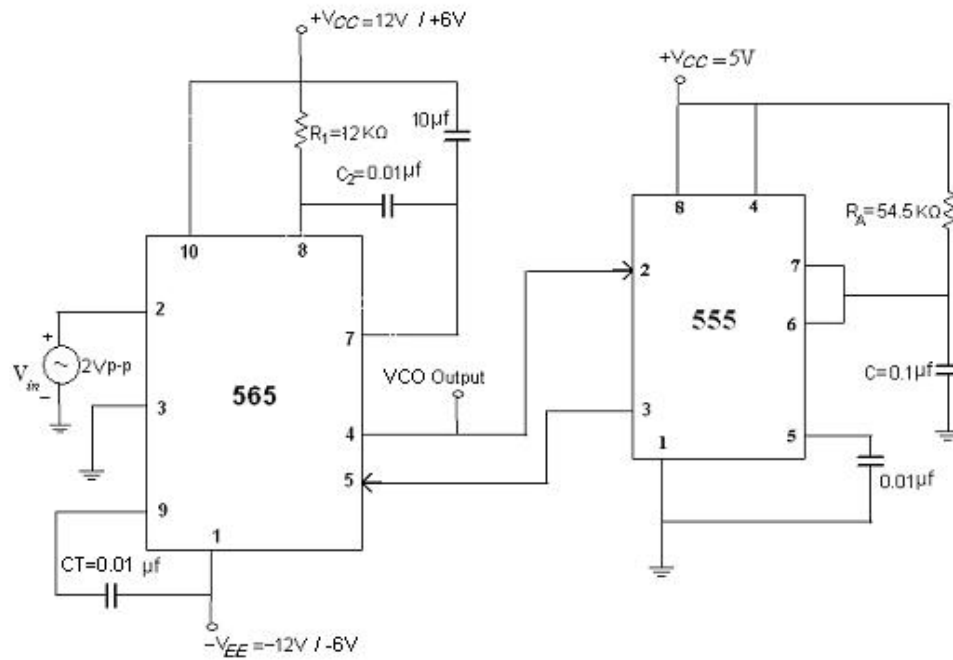 +VCC=12V / +6V
+VCC=5V
R1=12KΩ
10µf
C2=0.01µf
10
8
2
+
Vin
2Vp-p
−
3
565
7
VCO Output
4
5
9
1
CT=0.01 µf
−VEE=−12V / -6V
8
4
RA=54.5KΩ
2
7
555
6
C=0.1µf
3
1
5
0.01µf